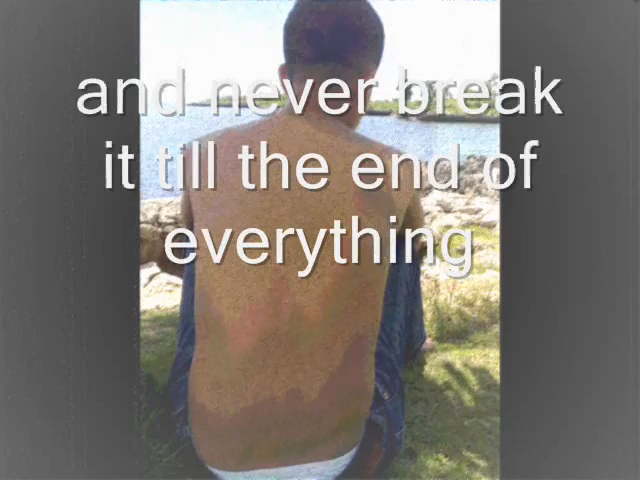 and never break
it till the end of
everything